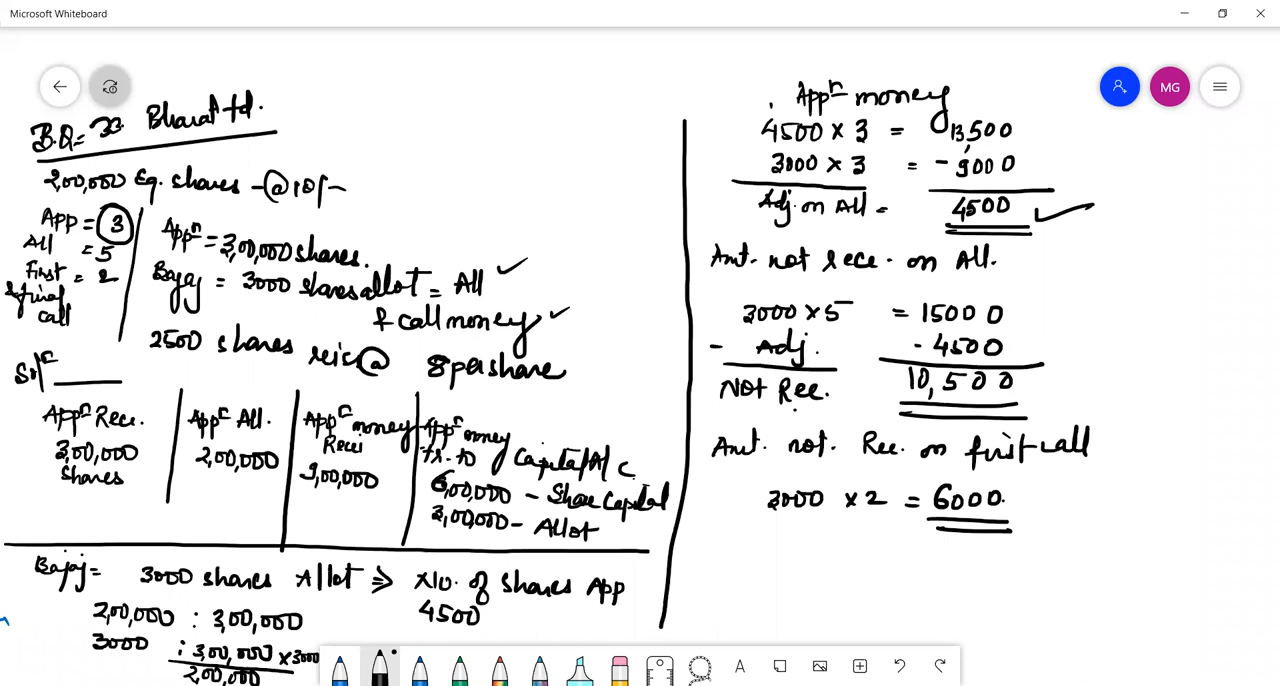 Microsoft Whiteboard
MG
B.Q = 33 Bharat td.
2,00,000 Eq. shares - @ 10/-
App = 3
All = 5
First = 2
& final
call
Appⁿ = 3,00,000 shares.
Bajaj = 3000 shares allot = All ✓
& call money ✓
2500 shares reiss @ 8 per share
Solⁿ
Appⁿ Rece.
3,00,000
shares
Appⁿ All.
2,00,000
Appⁿ money
Recei
9,00,000
Appⁿ money
tr. to Capital A/C
6,00,000 - Share Capital
3,00,000 - Allot
Bajaj = 3000 shares Allot ⇒ No. of shares App
4500
2,00,000 : 3,00,000
3000 : 3,00,000 x 3000
2,00,000
Appⁿ money
4500 x 3 = 13,500
3000 x 3 = - 9000
Adj. on All = 4500 ✓
Amt. not rece. on All.
3000 x 5 = 15000
- Adj. - 4500
Not Rec. 10,500
Amt. not. Rec. on first call
3000 x 2 = 6000.
A